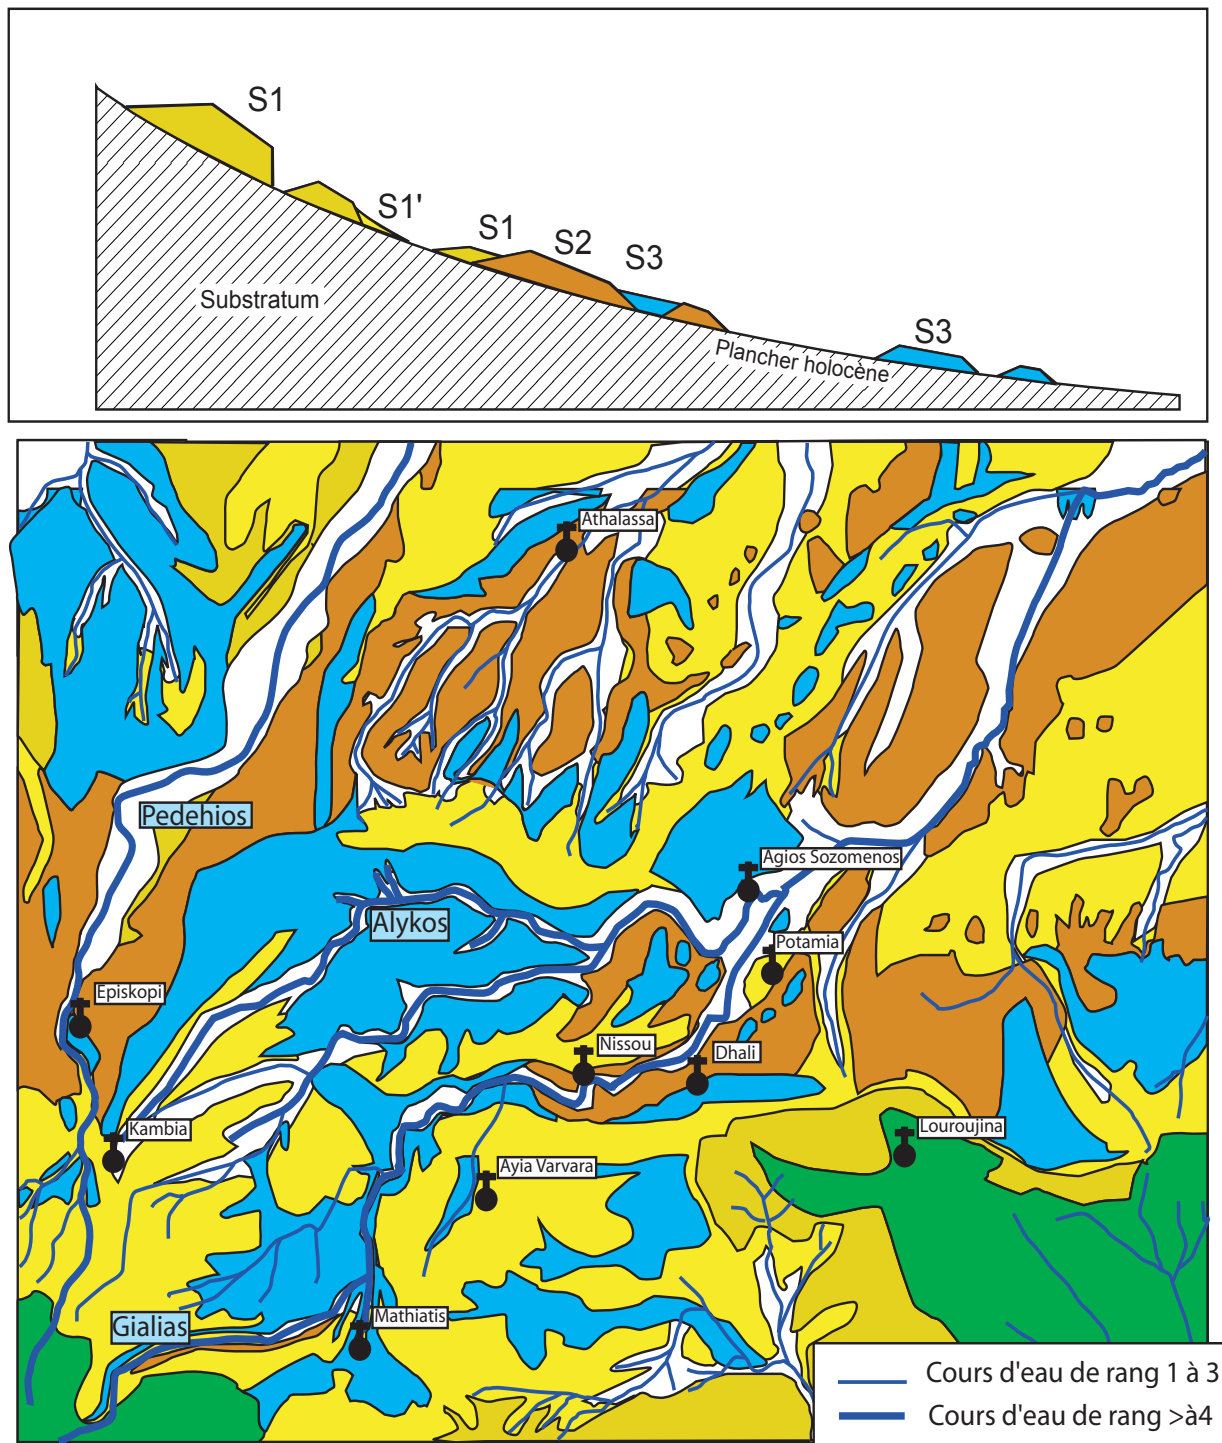 S1
S1'
S1
S2
S3
Substratum
S3
Plancher holocène
Athalassa
Pedehios
Agios Sozomenos
Alykos
Potamia
Episkopi
Nissou
Dhali
Kambia
Louroujina
Ayia Varvara
Gialias
Mathiatis
Cours d'eau de rang 1 à 3
Cours d'eau de rang >à4